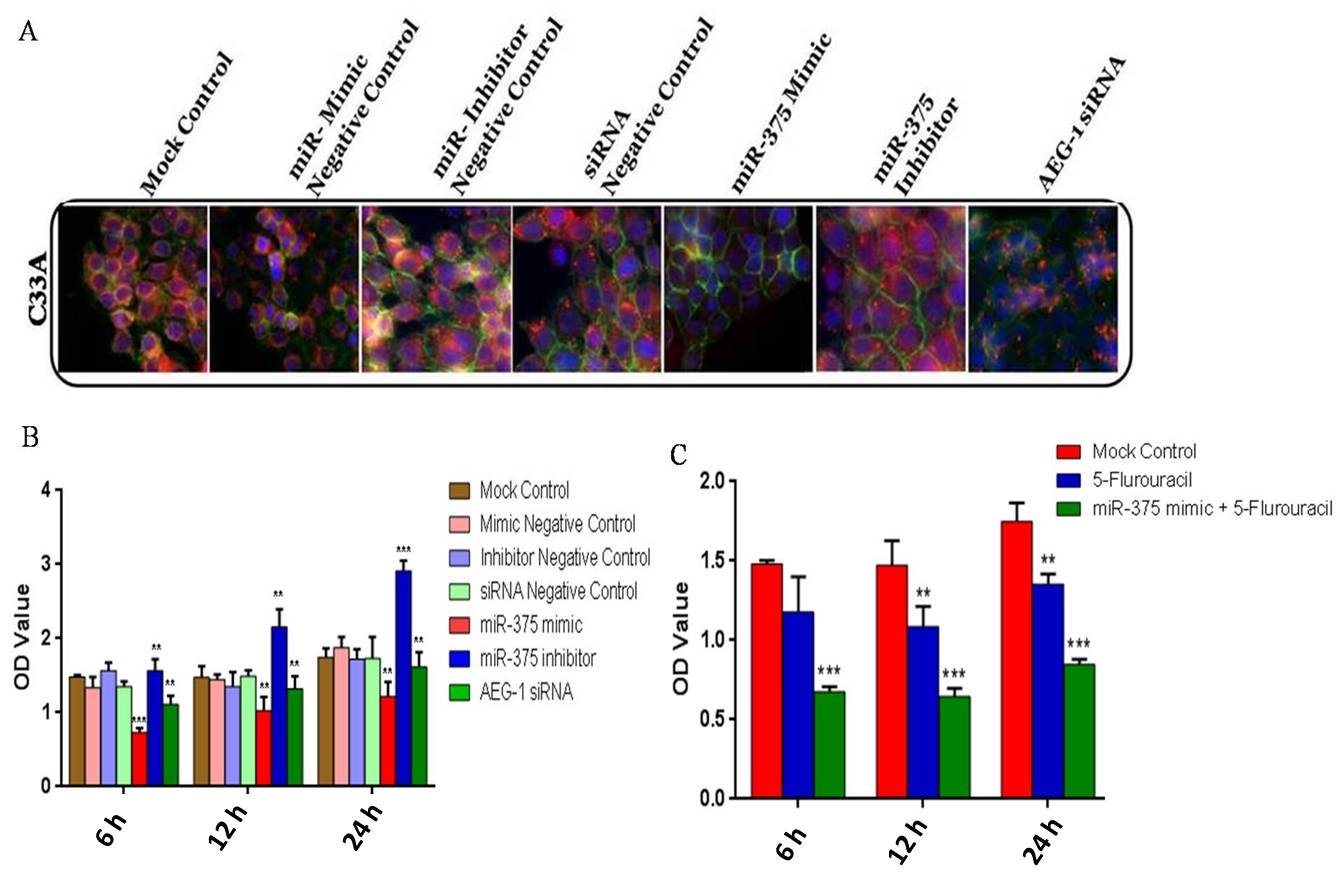 A
Mock Control
miR- Mimic
Negative Control
miR- Inhibitor
Negative Control
siRNA
Negative Control
miR-375 Mimic
miR-375
Inhibitor
AEG-1 siRNA
C33A
B
OD Value
4
3
2
1
0
6 h
12 h
24 h
***
**
**
**
**
**
**
***
**
Mock Control
Mimic Negative Control
Inhibitor Negative Control
siRNA Negative Control
miR-375 mimic
miR-375 inhibitor
AEG-1 siRNA
C
Mock Control
5-Flurouracil
miR-375 mimic + 5-Flurouracil
OD Value
2.0
1.5
1.0
0.5
0.0
***
**
***
**
***
6 h
12 h
24 h